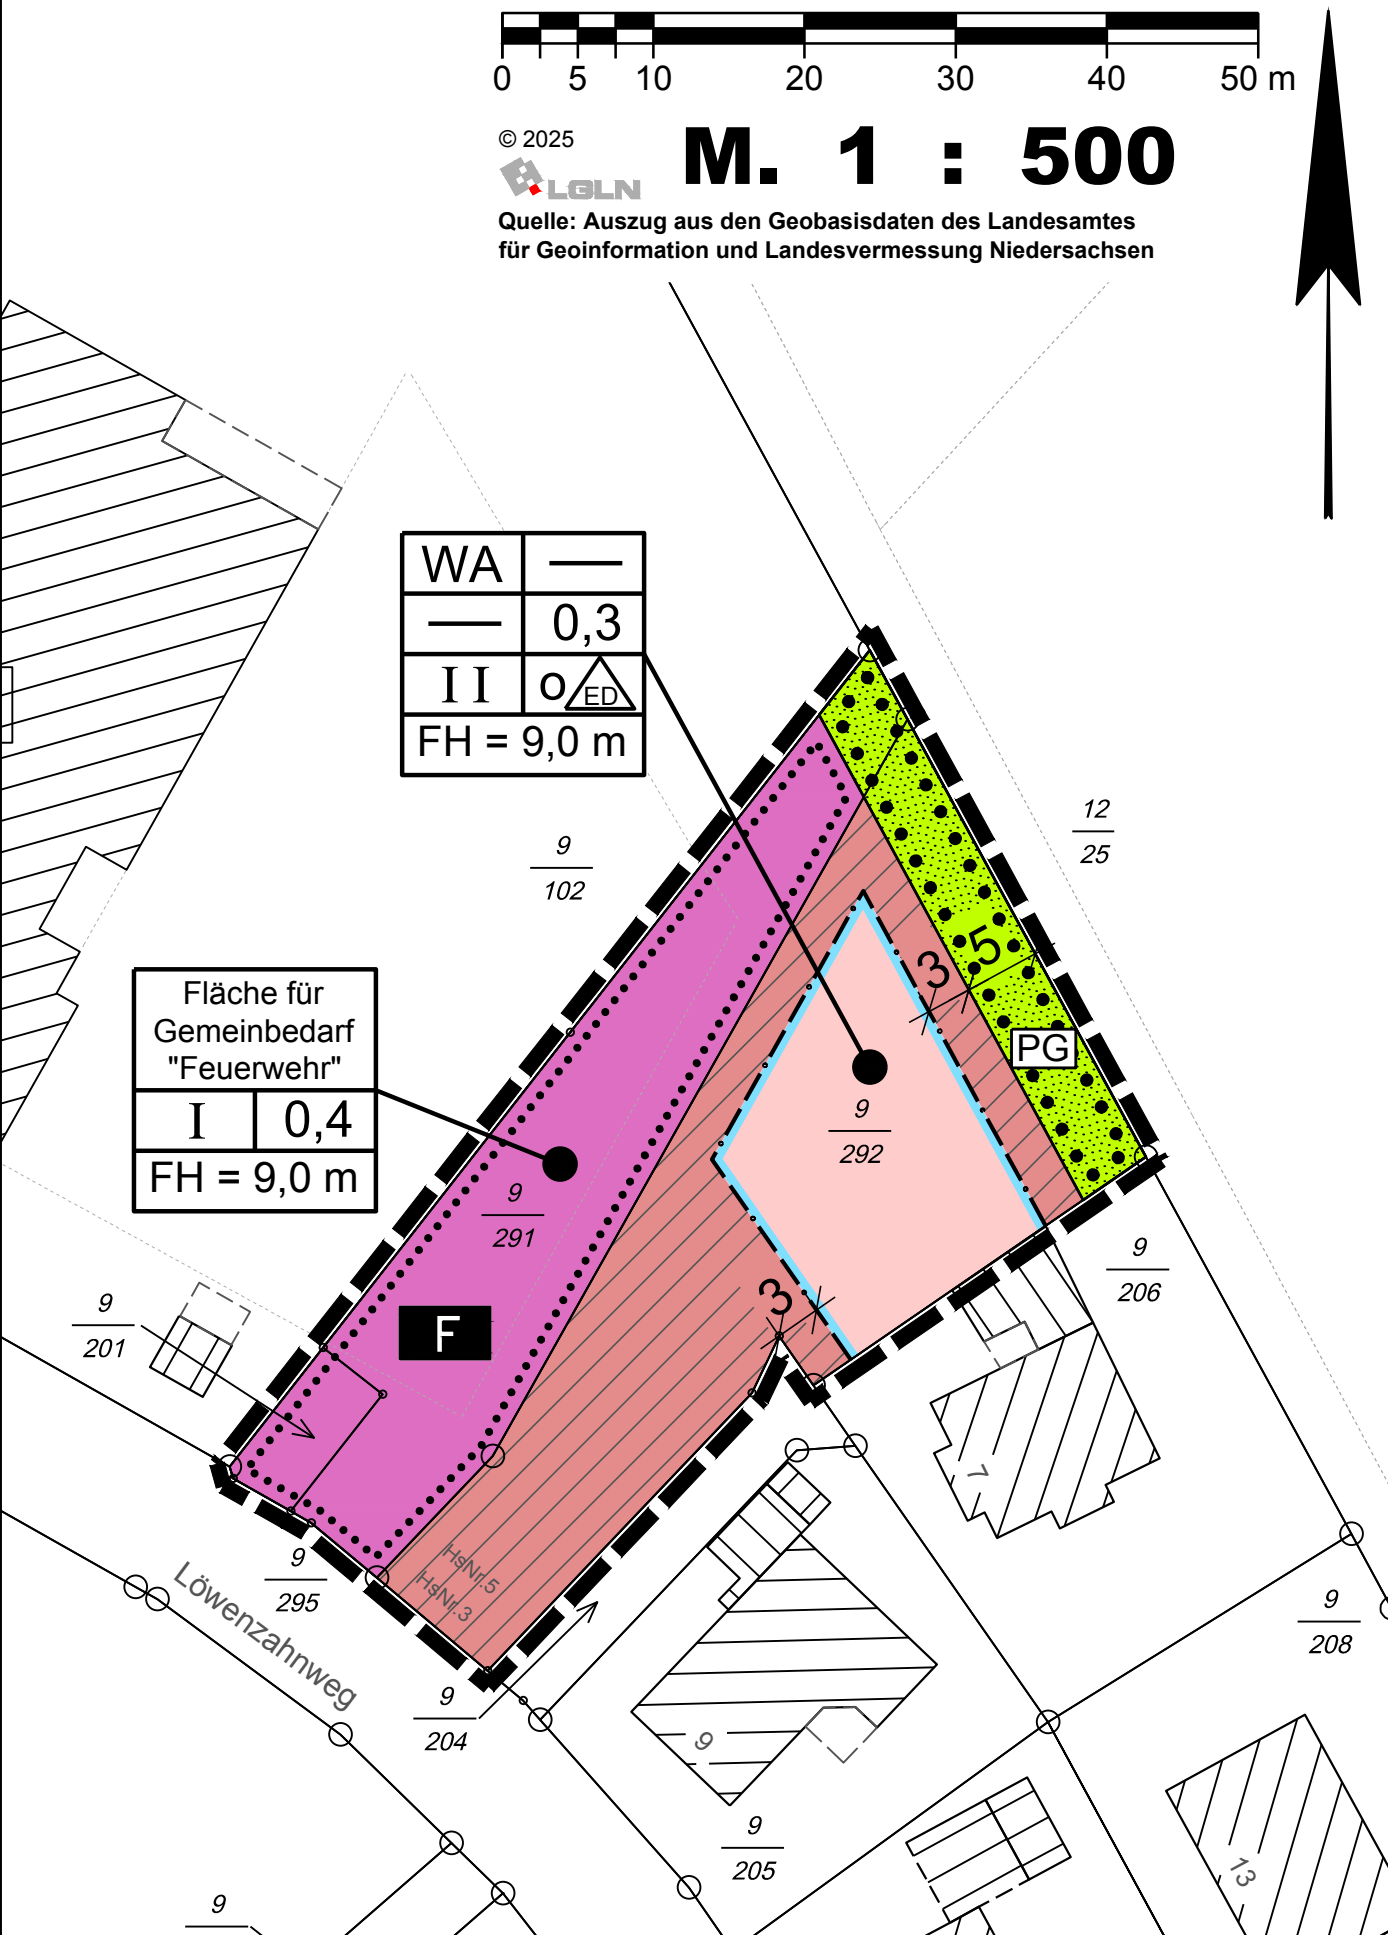 0 5 10 20 30 40 50 m
© 2025
M. 1 : 500
LGLN
Quelle: Auszug aus den Geobasisdaten des Landesamtes
für Geoinformation und Landesvermessung Niedersachsen
WA —
— 0,3
II o ED
FH = 9,0 m
12
25
9
102
3
5
Fläche für
Gemeinbedarf
"Feuerwehr"
I 0,4
FH = 9,0 m
PG
9
292
9
291
9
206
3
9
201
F
7
HsNr.5
HsNr.3
9
295
Löwenzahnweg
9
208
9
204
9
9
205
13
9